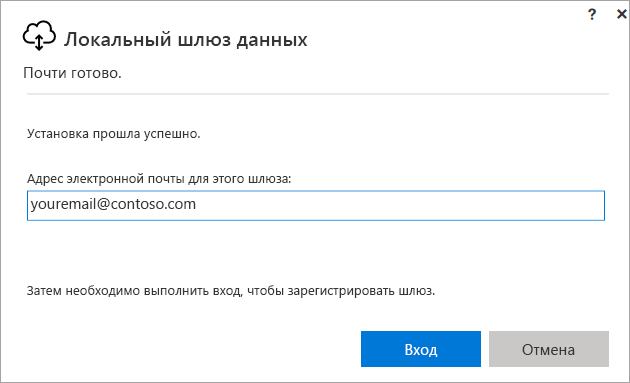 ? ×
Локальный шлюз данных
Почти готово.
Установка прошла успешно.
Адрес электронной почты для этого шлюза:
youremail@contoso.com
Затем необходимо выполнить вход, чтобы зарегистрировать шлюз.
Вход Отмена